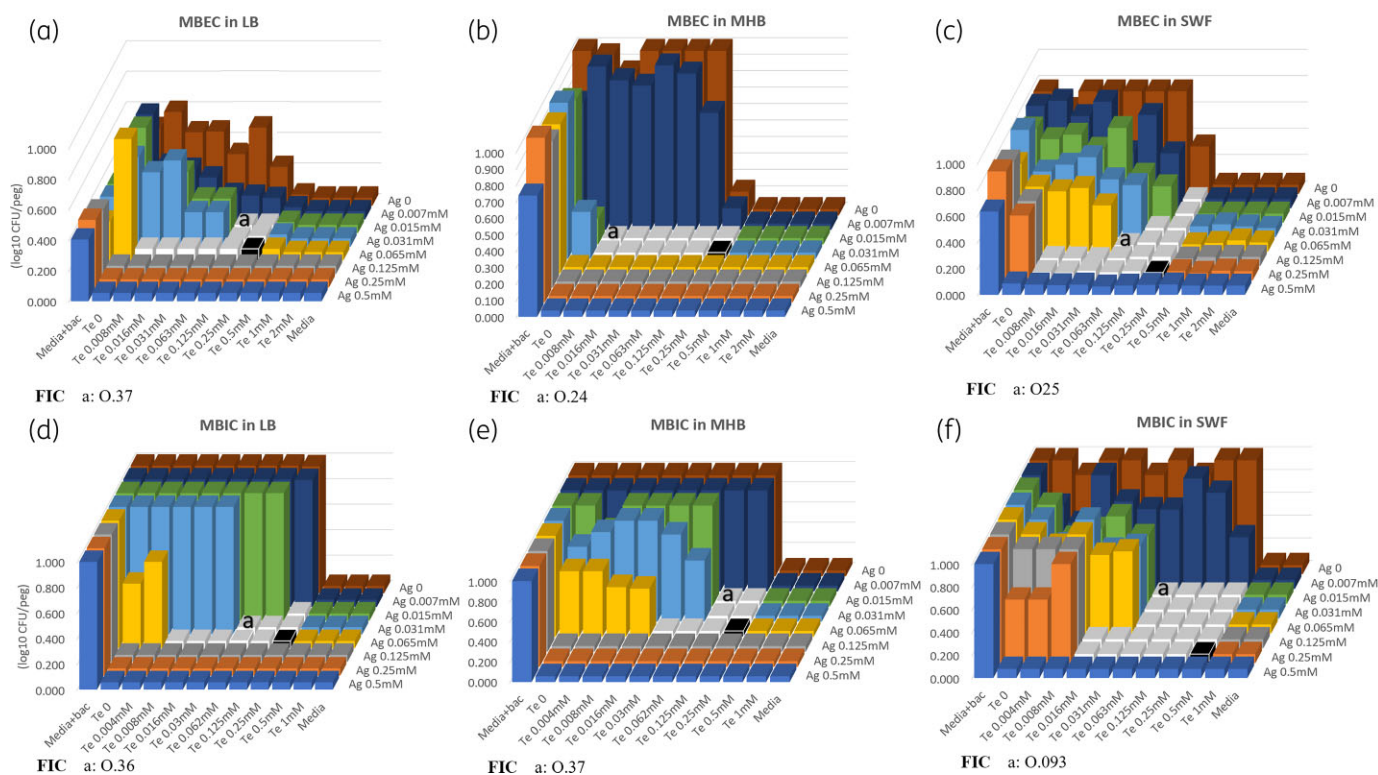 (a)
MBEC in LB
(log10 CFU/peg)
1.000
0.800
0.600
0.400
0.200
0.000
a
Ag 0
Ag 0.007mM
Ag 0.015mM
Ag 0.031mM
Ag 0.065mM
Ag 0.125mM
Ag 0.25mM
Ag 0.5mM
Media+bac
Te 0
Te 0.008mM
Te 0.016mM
Te 0.031mM
Te 0.063mM
Te 0.125mM
Te 0.25mM
Te 0.5mM
Te 1mM
Te 2mM
Media
FIC a: O.37
(b)
MBEC in MHB
1.000
0.900
0.800
0.700
0.600
0.500
0.400
0.300
0.200
0.100
0.000
a
Ag 0
Ag 0.007mM
Ag 0.015mM
Ag 0.031mM
Ag 0.065mM
Ag 0.125mM
Ag 0.25mM
Ag 0.5mM
Media+bac
Te 0
Te 0.008mM
Te 0.016mM
Te 0.031mM
Te 0.063mM
Te 0.125mM
Te 0.25mM
Te 0.5mM
Te 1mM
Te 2mM
Media
FIC a: O.24
(c)
MBEC in SWF
1.000
0.800
0.600
0.400
0.200
0.000
a
Ag 0
Ag 0.007mM
Ag 0.015mM
Ag 0.031mM
Ag 0.065mM
Ag 0.125mM
Ag 0.25mM
Ag 0.5mM
Media+bac
Te 0
Te 0.008mM
Te 0.016mM
Te 0.031mM
Te 0.063mM
Te 0.125mM
Te 0.25mM
Te 0.5mM
Te 1mM
Te 2mM
Media
FIC a: O25
(d)
MBIC in LB
(log10 CFU/peg)
1.000
0.800
0.600
0.400
0.200
0.000
a
Ag 0
Ag 0.007mM
Ag 0.015mM
Ag 0.031mM
Ag 0.065mM
Ag 0.125mM
Ag 0.25mM
Ag 0.5mM
Media+bac
Te 0
Te 0.004mM
Te 0.008mM
Te 0.016mM
Te 0.03mM
Te 0.062mM
Te 0.125mM
Te 0.25mM
Te 0.5mM
Te 1mM
Media
FIC a: O.36
(e)
MBIC in MHB
1.000
0.800
0.600
0.400
0.200
0.000
a
Ag 0
Ag 0.007mM
Ag 0.015mM
Ag 0.031mM
Ag 0.065mM
Ag 0.125mM
Ag 0.25mM
Ag 0.5mM
Media+bac
Te 0
Te 0.004mM
Te 0.008mM
Te 0.016mM
Te 0.03mM
Te 0.062mM
Te 0.125mM
Te 0.25mM
Te 0.5mM
Te 1mM
Media
FIC a: O.37
(f)
MBIC in SWF
1.000
0.800
0.600
0.400
0.200
0.000
a
Ag 0
Ag 0.007mM
Ag 0.015mM
Ag 0.031mM
Ag 0.065mM
Ag 0.125mM
Ag 0.25mM
Ag 0.5mM
Media+bac
Te 0
Te 0.004mM
Te 0.008mM
Te 0.016mM
Te 0.031mM
Te 0.063mM
Te 0.125mM
Te 0.25mM
Te 0.5mM
Te 1mM
Media
FIC a: O.093